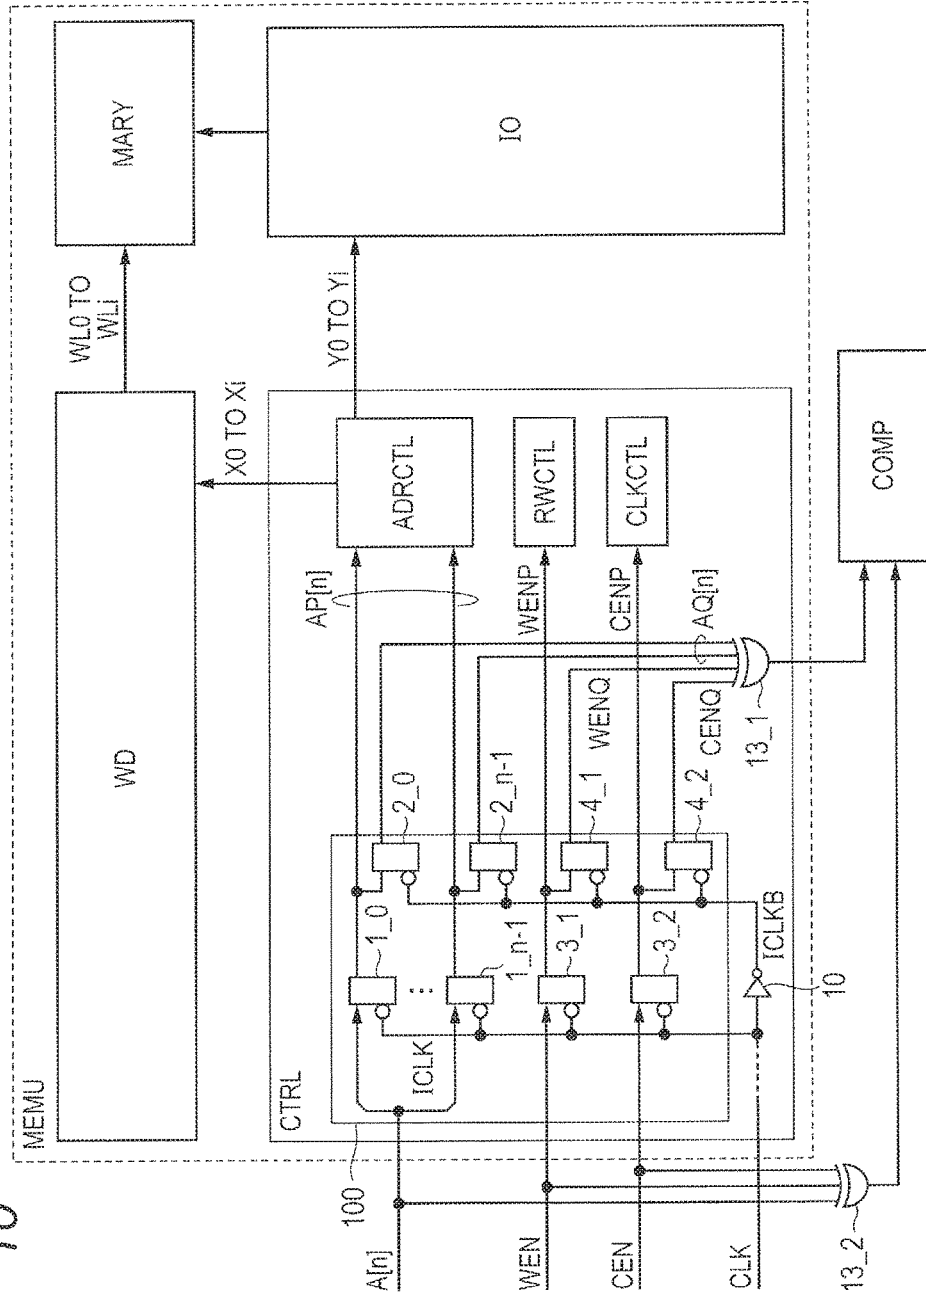 MEMU
WD
WL0 TO
WLi
MARY
X0 TO Xi
IO
CTRL
Y0 TO Yi
ADRCTL
AP[n]
RWCTL
WENP
CLKCTL
CENP
AQ[n]
WENQ
CENQ
13_1
COMP
100
1_0
2_0
1_n-1
2_n-1
ICLK
3_1
4_1
3_2
4_2
ICLKB
10
A[n]
WEN
CEN
CLK
13_2